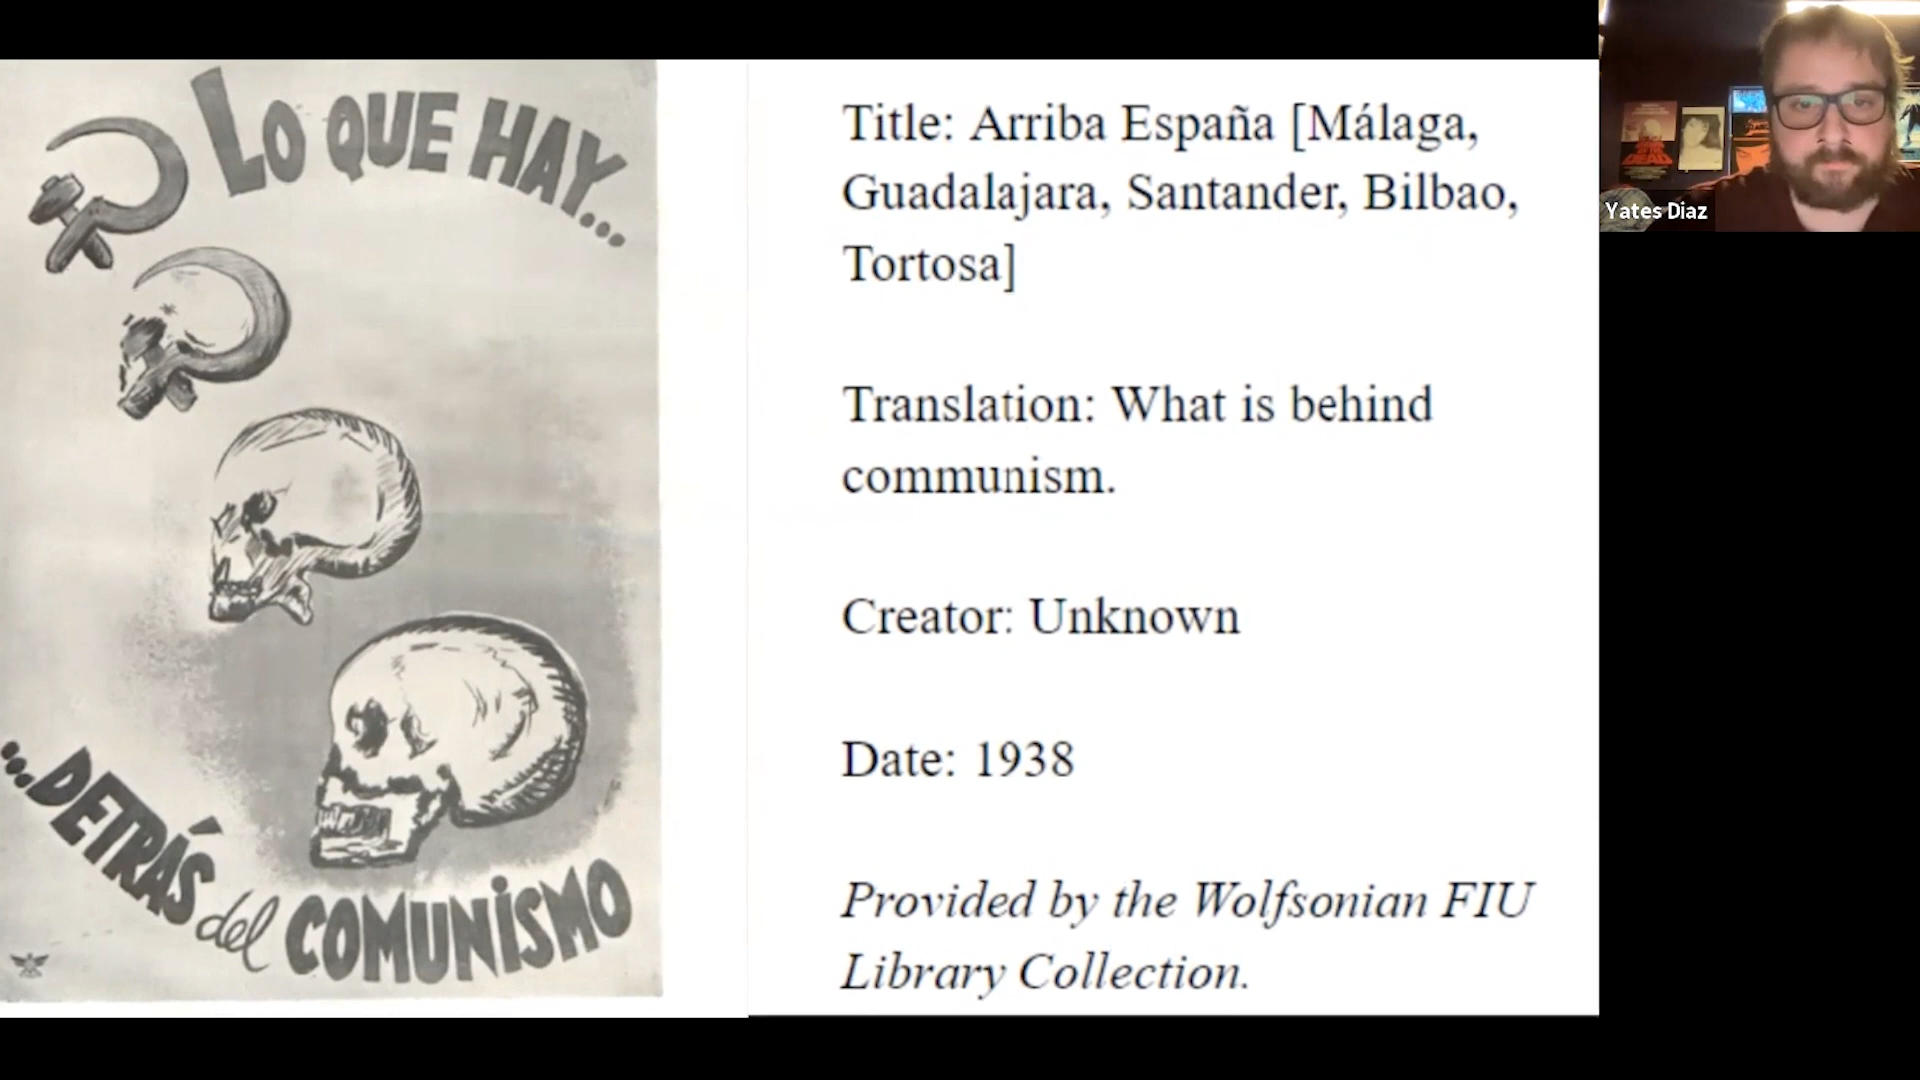 Lo QUE HAY...
...DETRÁS del COMUNISMO
Title: Arriba España [Málaga,
Guadalajara, Santander, Bilbao,
Tortosa]
Translation: What is behind
communism.
Creator: Unknown
Date: 1938
Provided by the Wolfsonian FIU
Library Collection.
Yates Diaz
DEAD